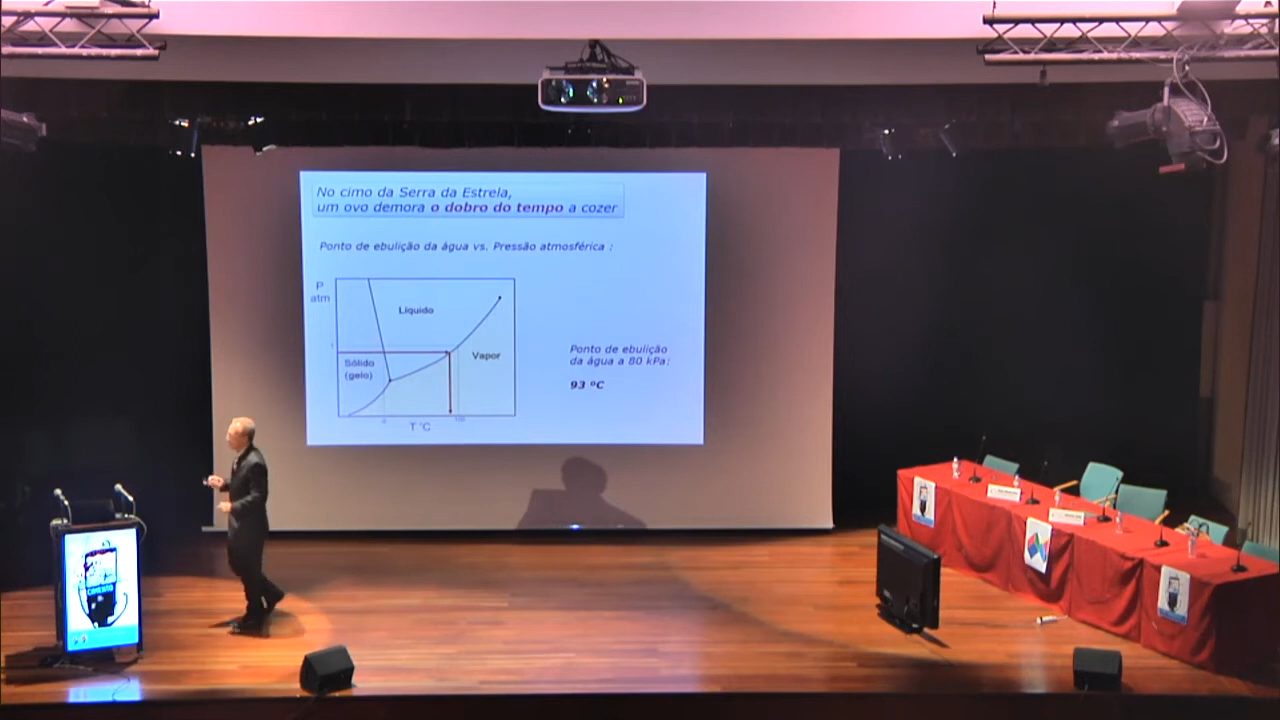 No cimo da Serra da Estrela,
um ovo demora o dobro do tempo a cozer
Ponto de ebulição da água vs. Pressão atmosférica :
P
atm
Líquido
Sólido
(gelo)
Vapor
T °C
Ponto de ebulição
da água a 80 kPa:
93 ºC
CIMENTO